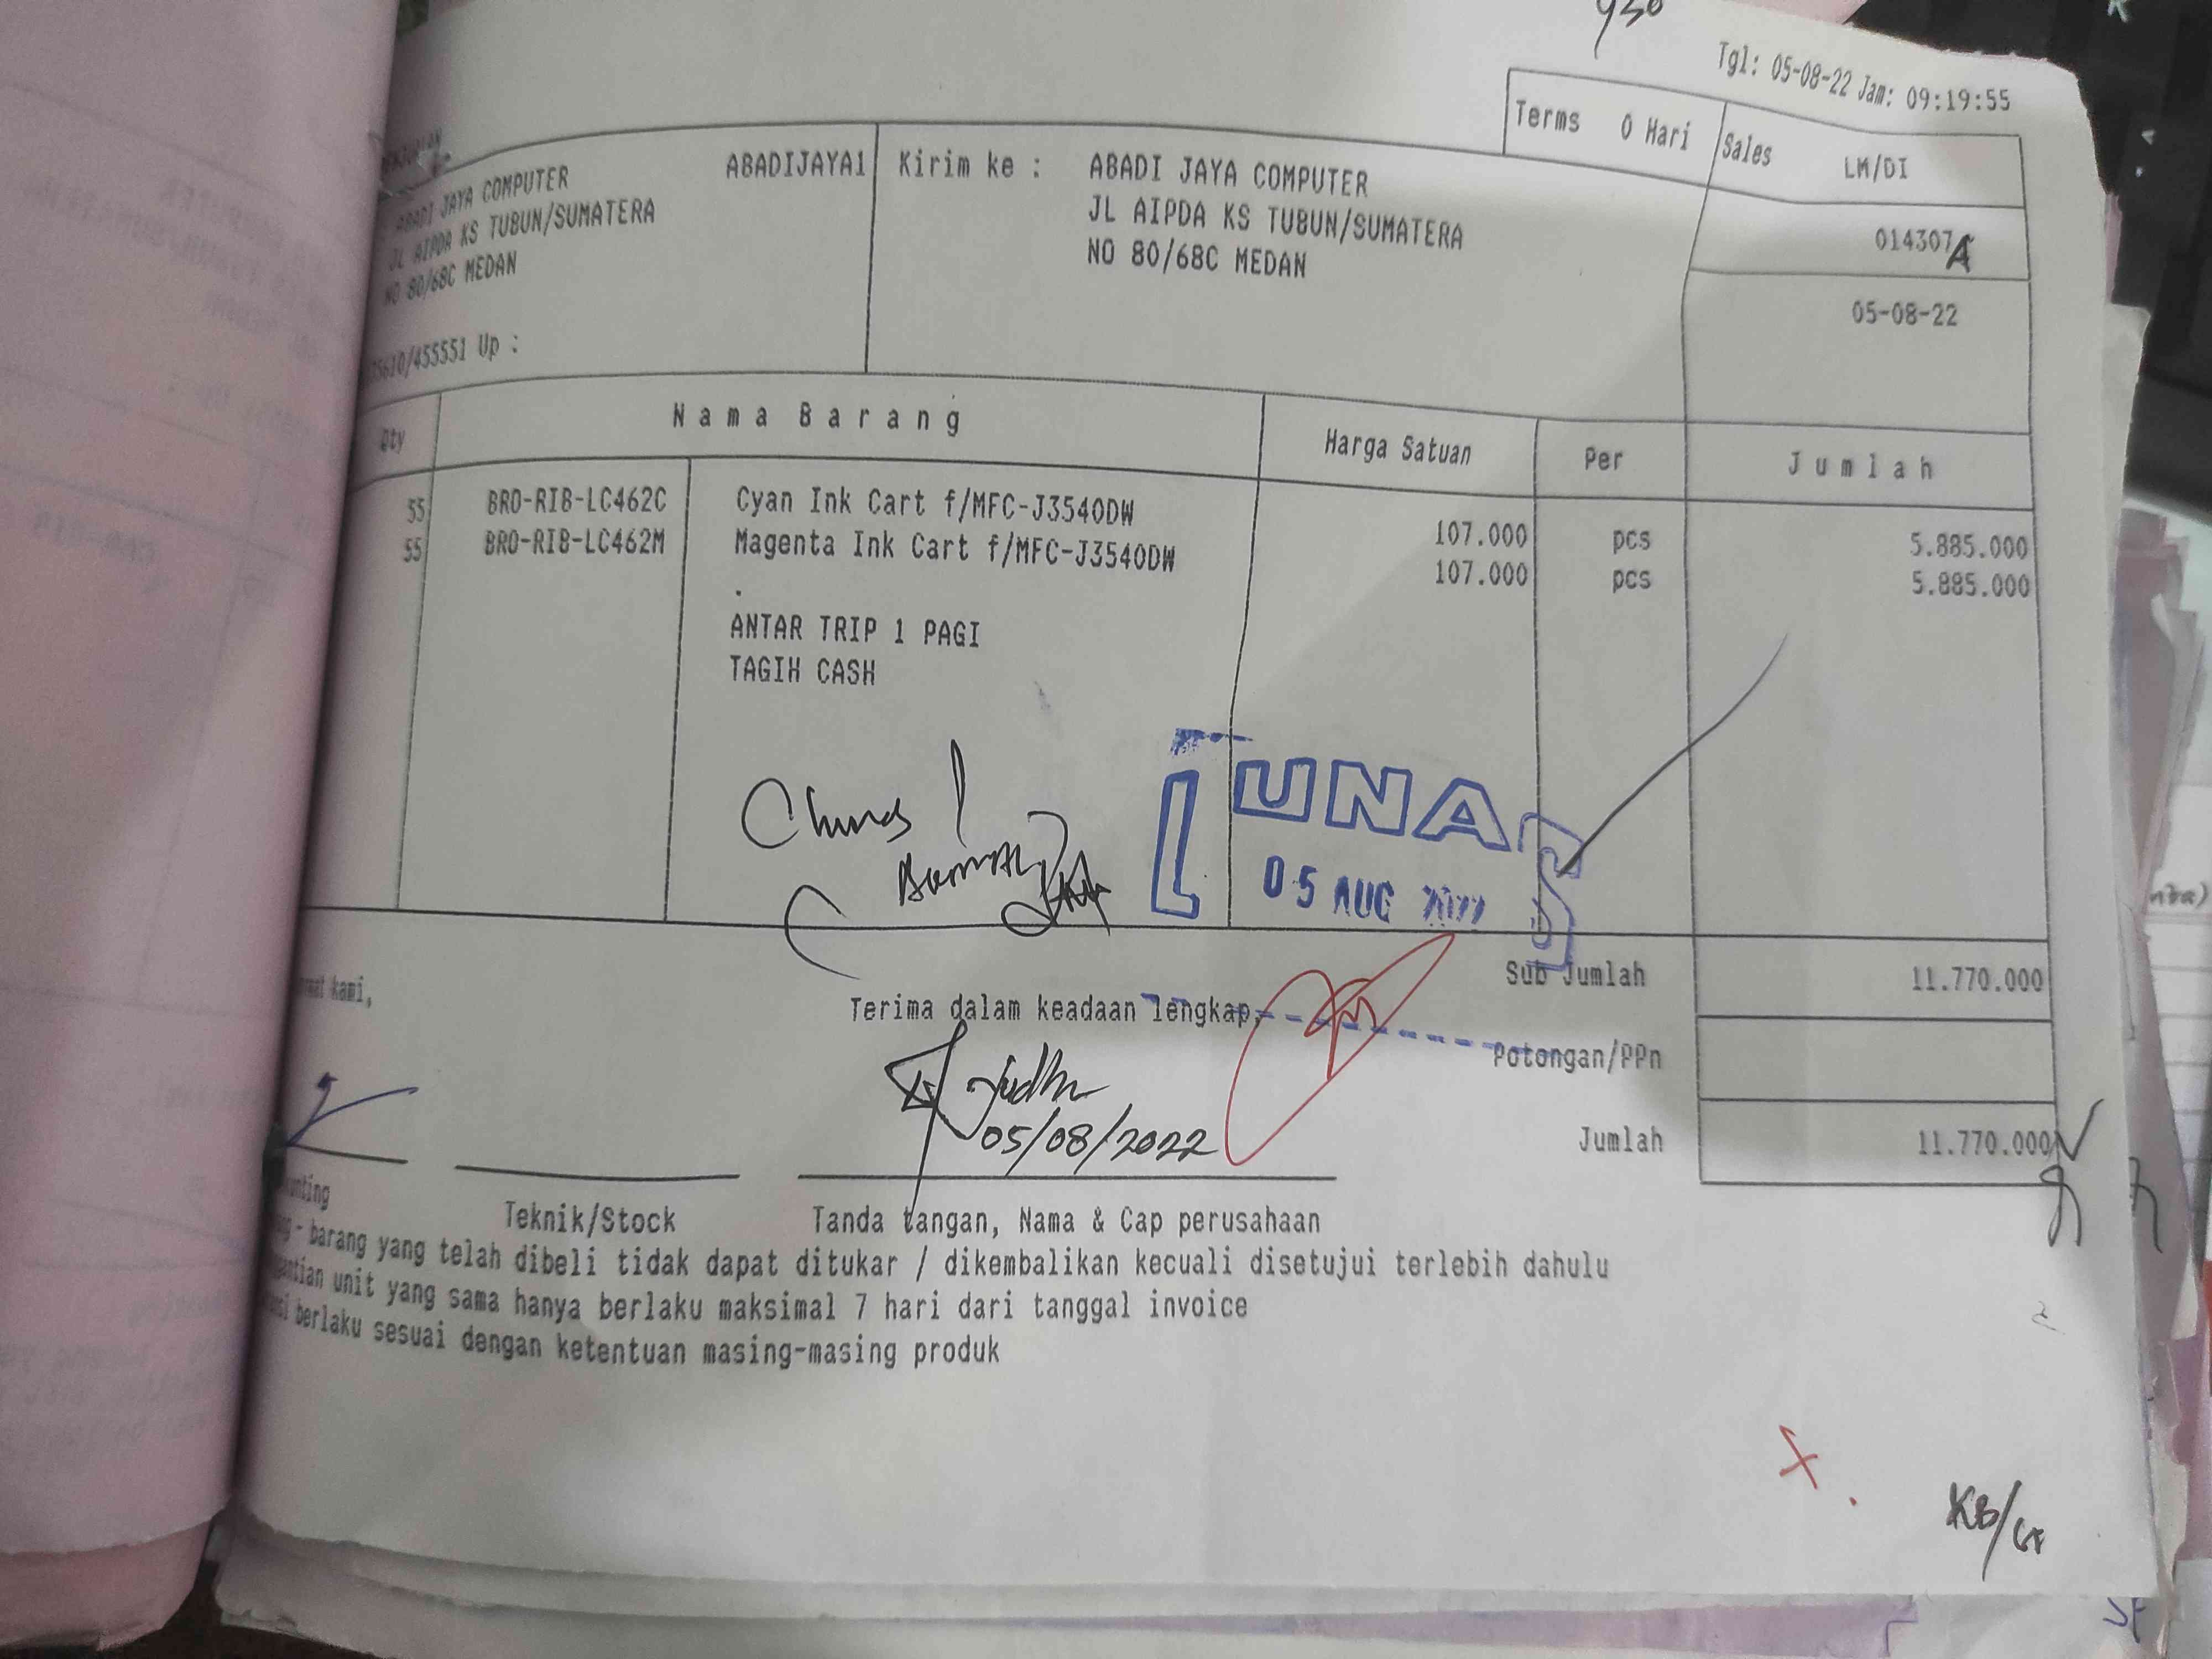 Tgl: 05-08-22 Jam: 09:19:55
Terms 0 Hari Sales LM/DI
ABADI JAYA COMPUTER ABADIJAYA1 Kirim ke : ABADI JAYA COMPUTER
JL AIPDA KS TUBUN/SUMATERA JL AIPDA KS TUBUN/SUMATERA 014307A
NO 80/68C MEDAN NO 80/68C MEDAN
05-08-22
/455551 Up :
Qty Nama Barang Harga Satuan Per Jumlah
55 BRO-RIB-LC462C Cyan Ink Cart f/MFC-J3540DW 107.000 pcs 5.885.000
55 BRO-RIB-LC462M Magenta Ink Cart f/MFC-J3540DW 107.000 pcs 5.885.000
.
ANTAR TRIP 1 PAGI
TAGIH CASH
LUNAS
05 AUG
Sub Jumlah 11.770.000
kami, Terima dalam keadaan lengkap,
Potongan/PPn
05/08/2022
Jumlah 11.770.000
Teknik/Stock Tanda tangan, Nama & Cap perusahaan
- barang yang telah dibeli tidak dapat ditukar / dikembalikan kecuali disetujui terlebih dahulu
unit yang sama hanya berlaku maksimal 7 hari dari tanggal invoice
berlaku sesuai dengan ketentuan masing-masing produk
X.